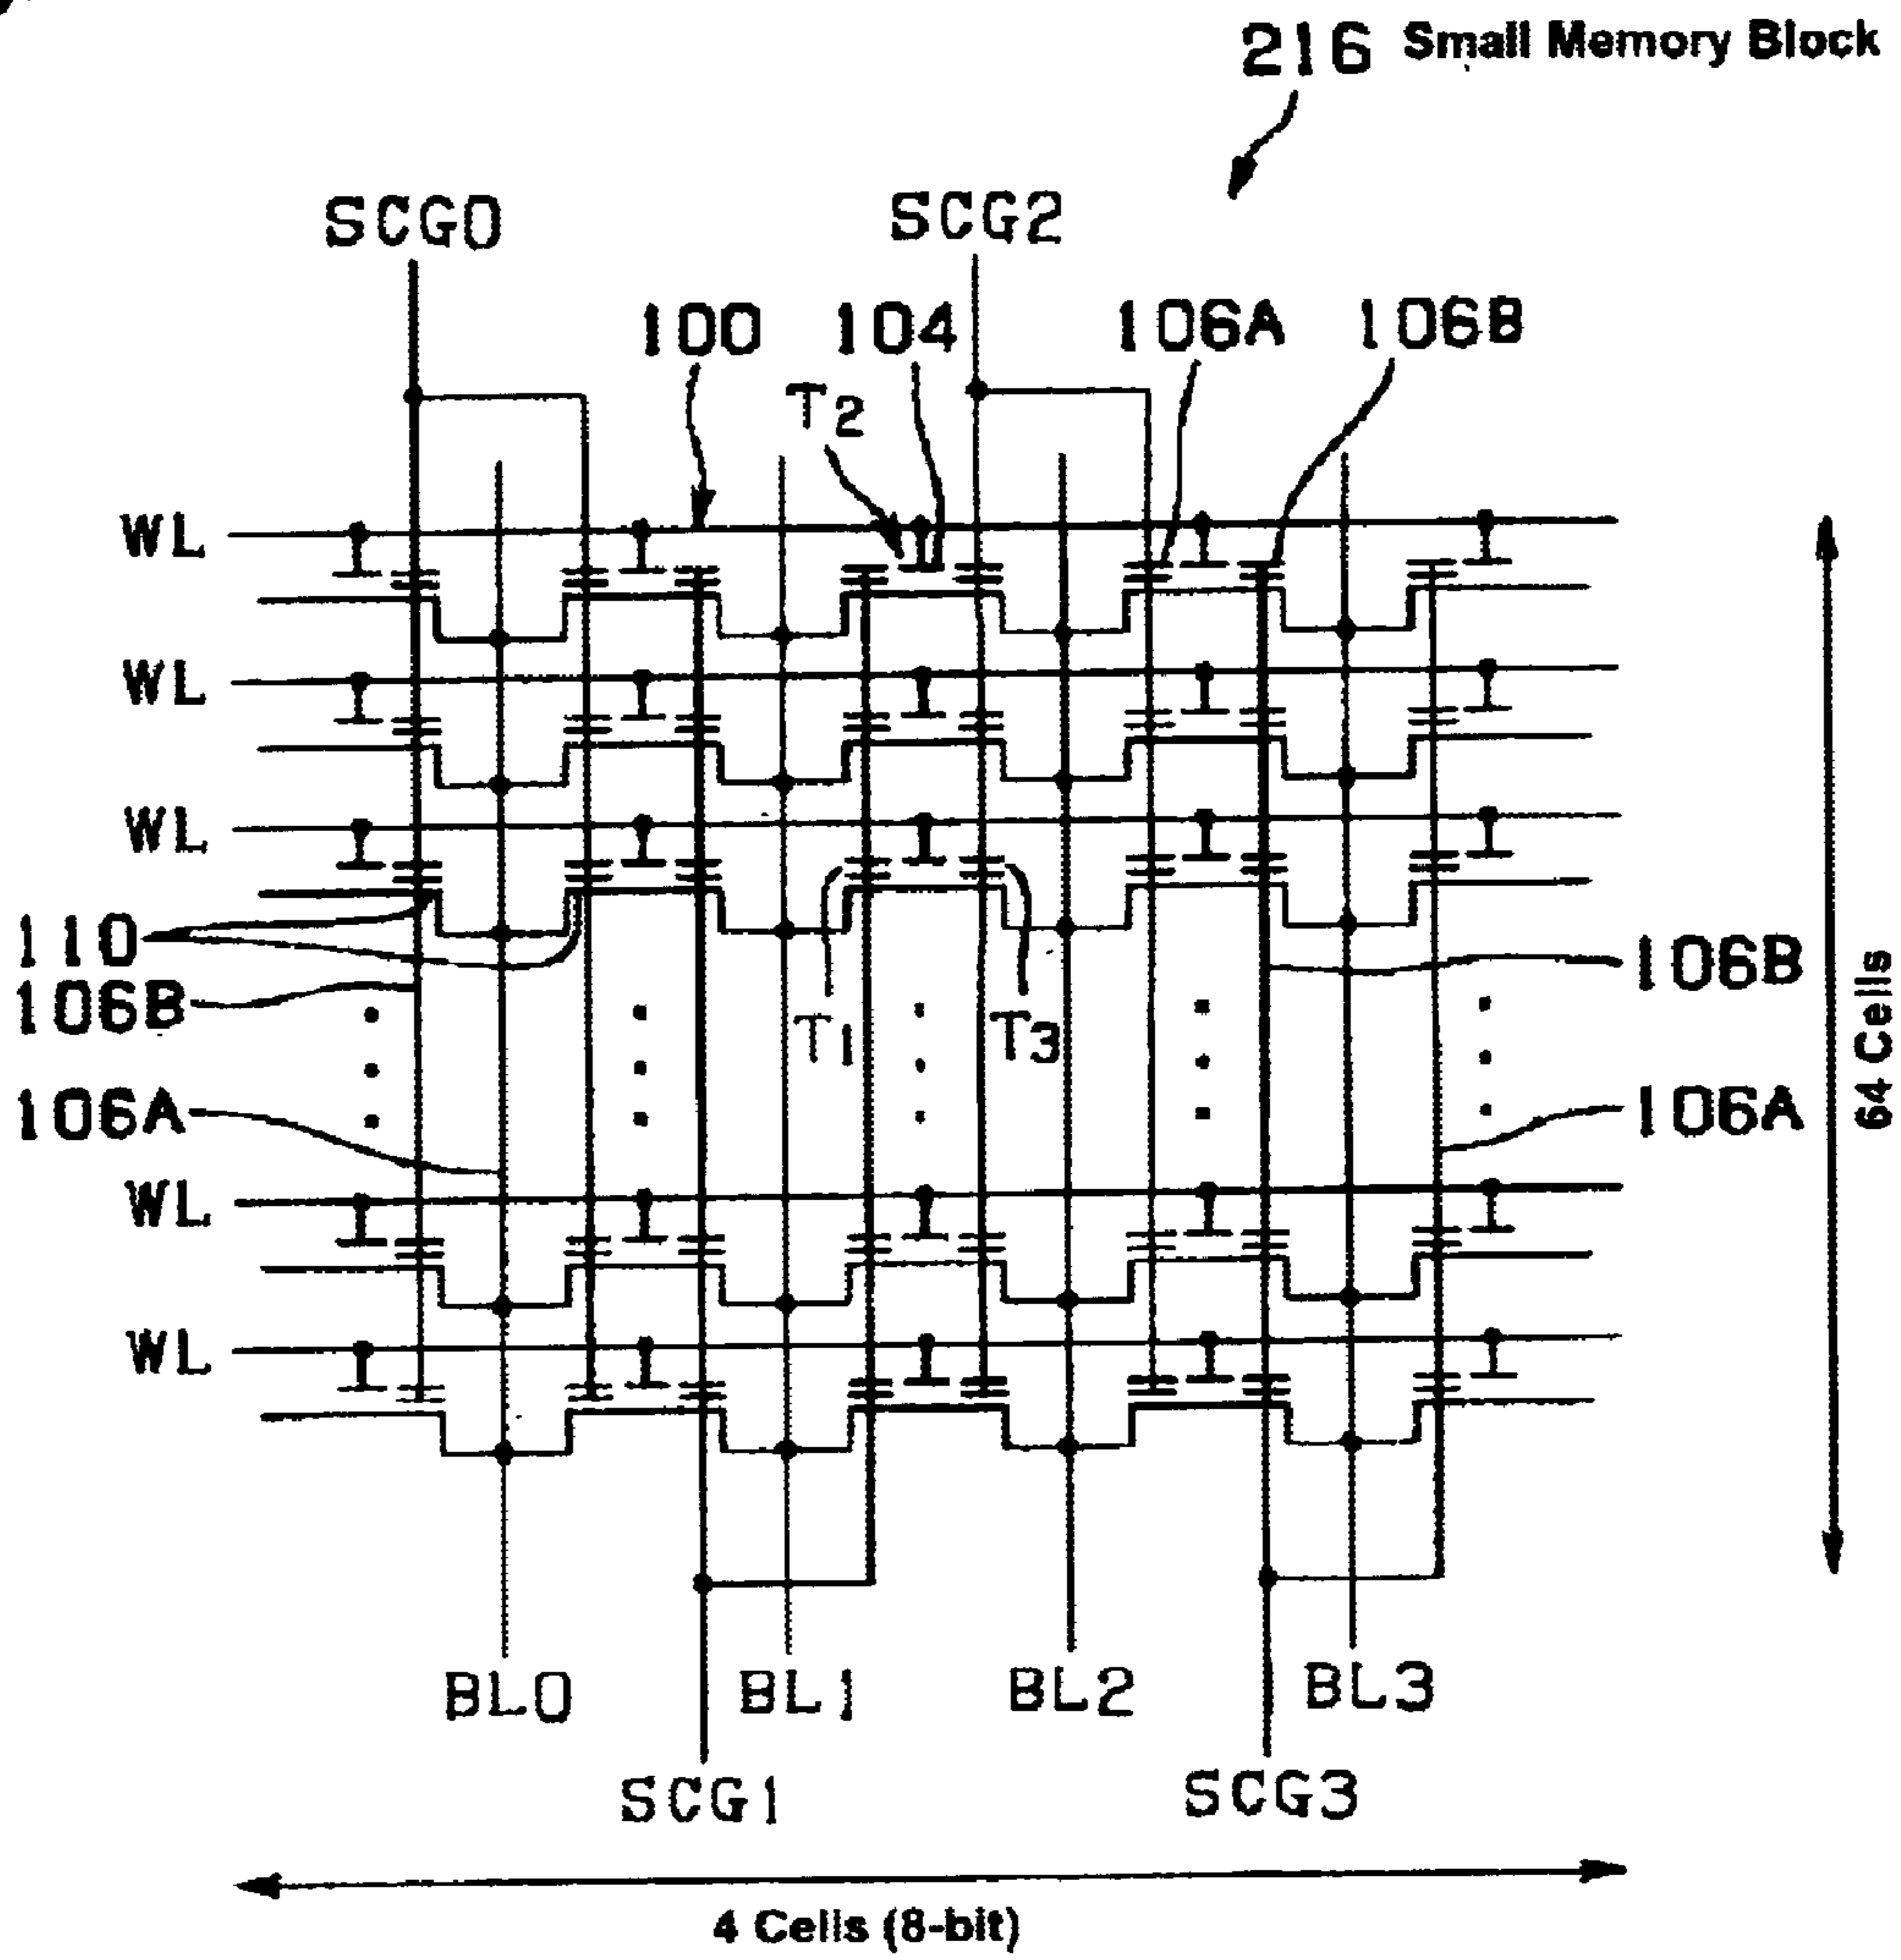 216 Small Memory Block
SCG0 SCG2
100 104 106A 106B
T2
WL
WL
WL
110
106B
106B
T1 T3
64 Cells
106A
106A
WL
WL
BL0 BL1 BL2 BL3
SCG1 SCG3
4 Cells (8-bit)